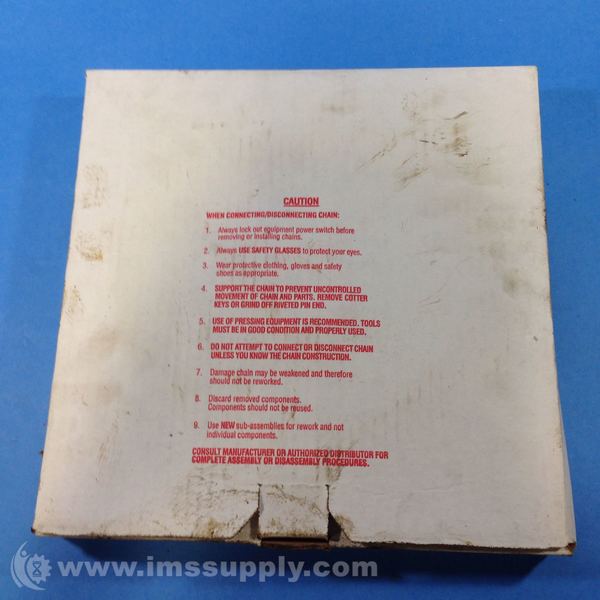 CAUTION
WHEN CONNECTING/DISCONNECTING CHAIN:
1. Always lock out equipment power switch before
removing or installing chains.
2. Always USE SAFETY GLASSES to protect your eyes.
3. Wear protective clothing, gloves and safety
shoes as appropriate.
4. SUPPORT THE CHAIN TO PREVENT UNCONTROLLED
MOVEMENT OF CHAIN AND PARTS. REMOVE COTTER
KEYS OR GRIND OFF RIVETED PIN END.
5. USE OF PRESSING EQUIPMENT IS RECOMMENDED. TOOLS
MUST BE IN GOOD CONDITION AND PROPERLY USED.
6. DO NOT ATTEMPT TO CONNECT OR DISCONNECT CHAIN
UNLESS YOU KNOW THE CHAIN CONSTRUCTION.
7. Damage chain may be weakened and therefore
should not be reworked.
8. Discard removed components.
Components should not be reused.
9. Use NEW sub-assemblies for rework and not
individual components.
CONSULT MANUFACTURER OR AUTHORIZED DISTRIBUTOR FOR
COMPLETE ASSEMBLY OR DISASSEMBLY PROCEDURES.
www.imssupply.com